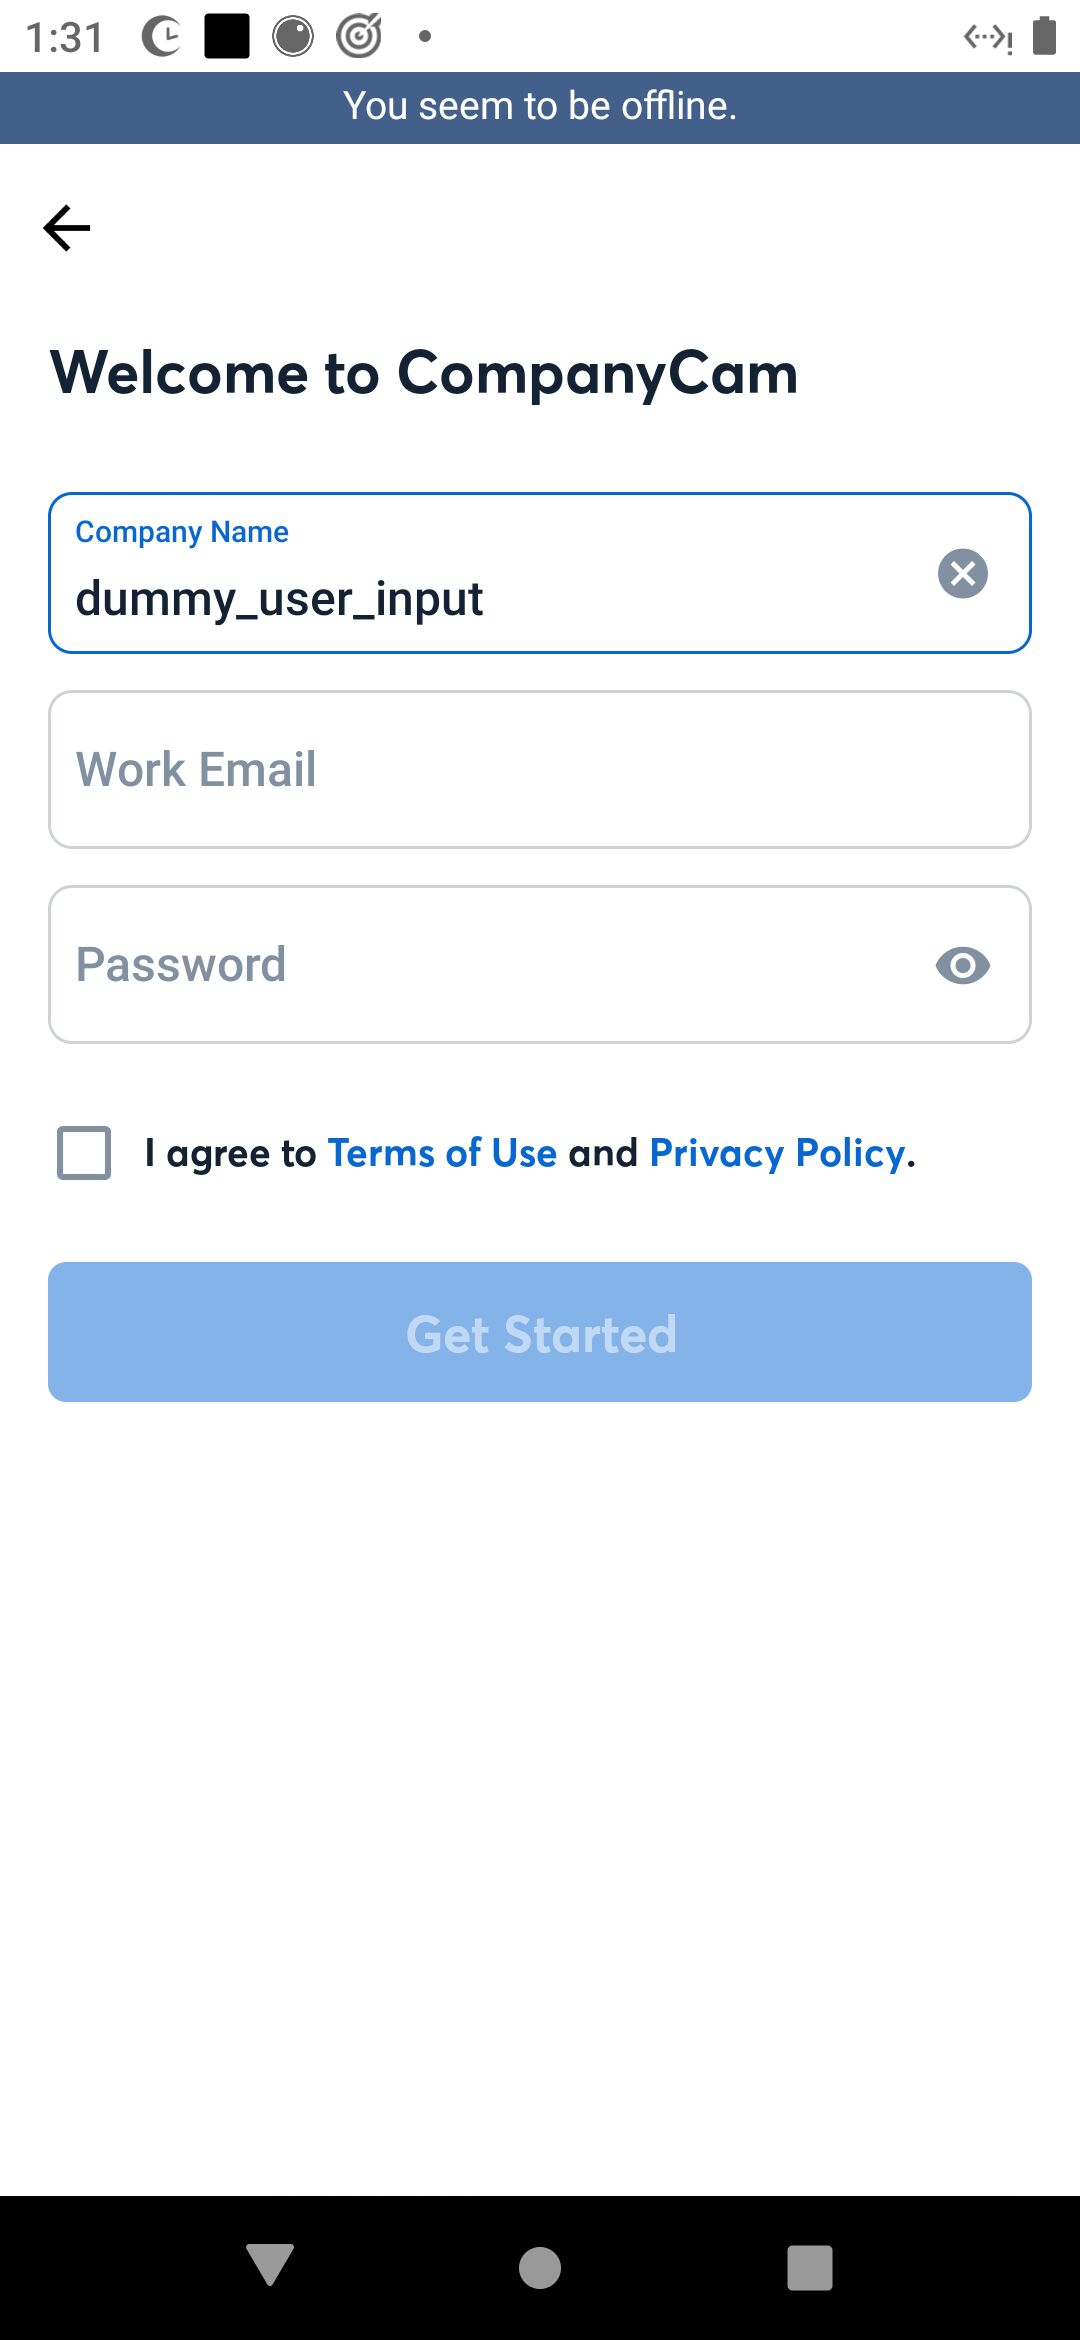 1:31
You seem to be offline.
Welcome to CompanyCam
Company Name
dummy_user_input
Work Email
Password
I agree to Terms of Use and Privacy Policy.
Get Started